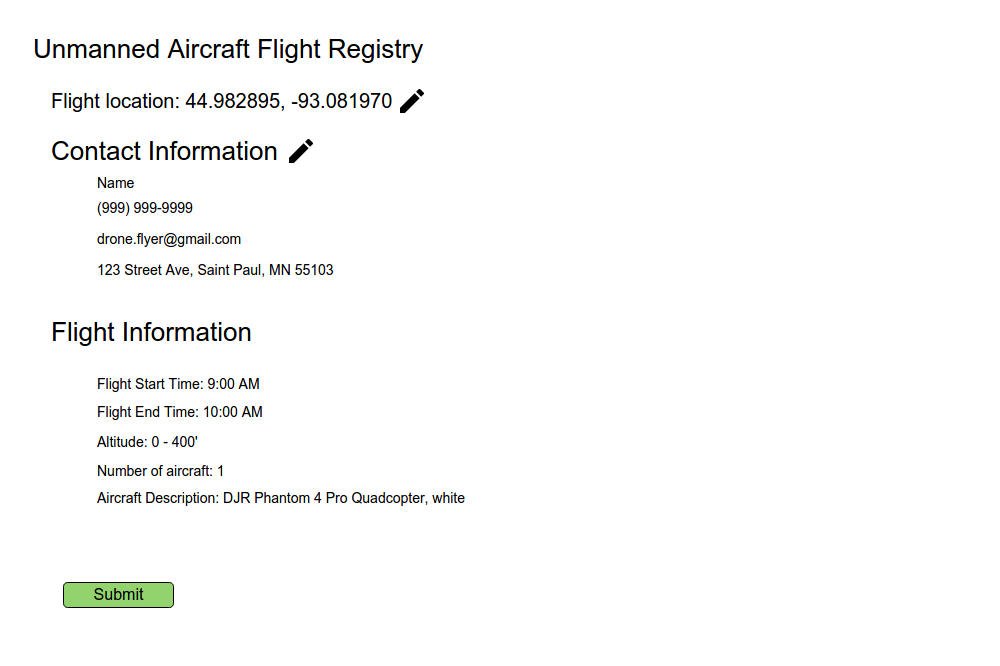 Unmanned Aircraft Flight Registry
Flight location: 44.982895, -93.081970
Contact Information
Name
(999) 999-9999
drone.flyer@gmail.com
123 Street Ave, Saint Paul, MN 55103
Flight Information
Flight Start Time: 9:00 AM
Flight End Time: 10:00 AM
Altitude: 0 - 400'
Number of aircraft: 1
Aircraft Description: DJR Phantom 4 Pro Quadcopter, white
Submit